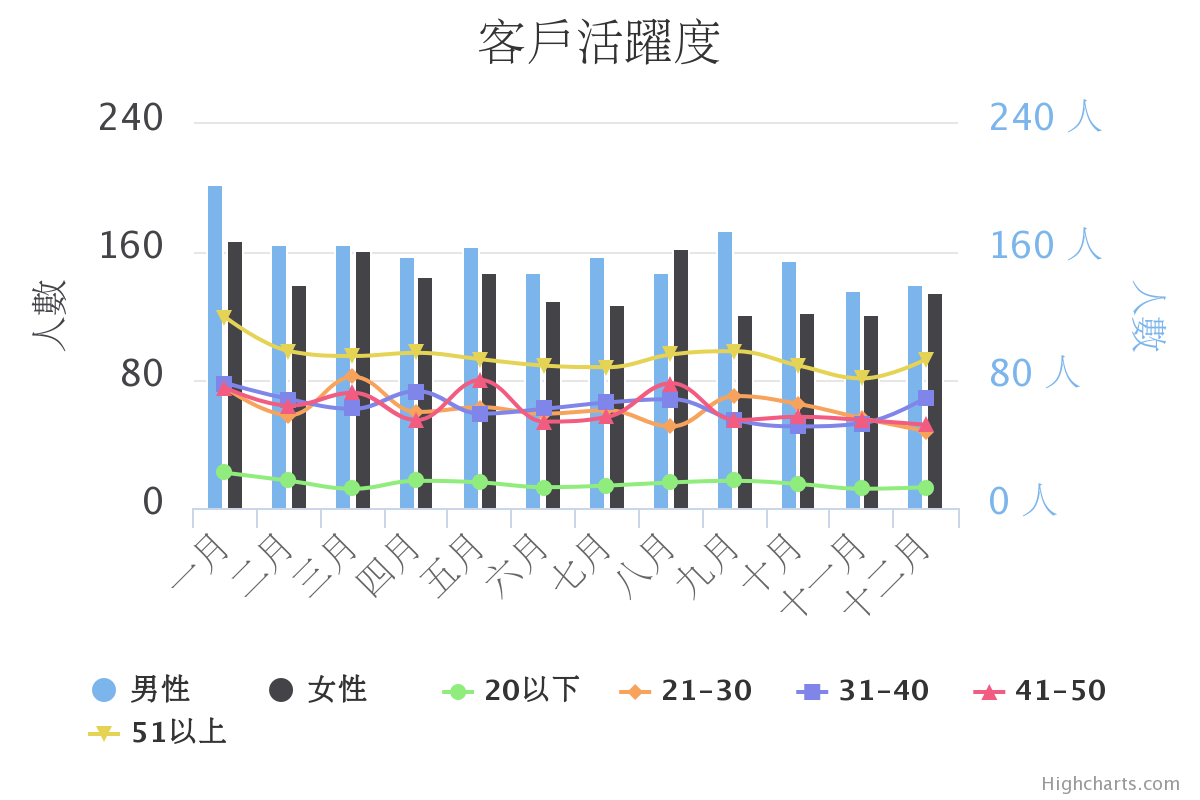 客戶活躍度
240
160
80
0
人數
240 人
160 人
80 人
0 人
人數
一月
二月
三月
四月
五月
六月
七月
八月
九月
十月
十一月
十二月
男性 女性 20以下 21-30 31-40 41-50
51以上
Highcharts.com